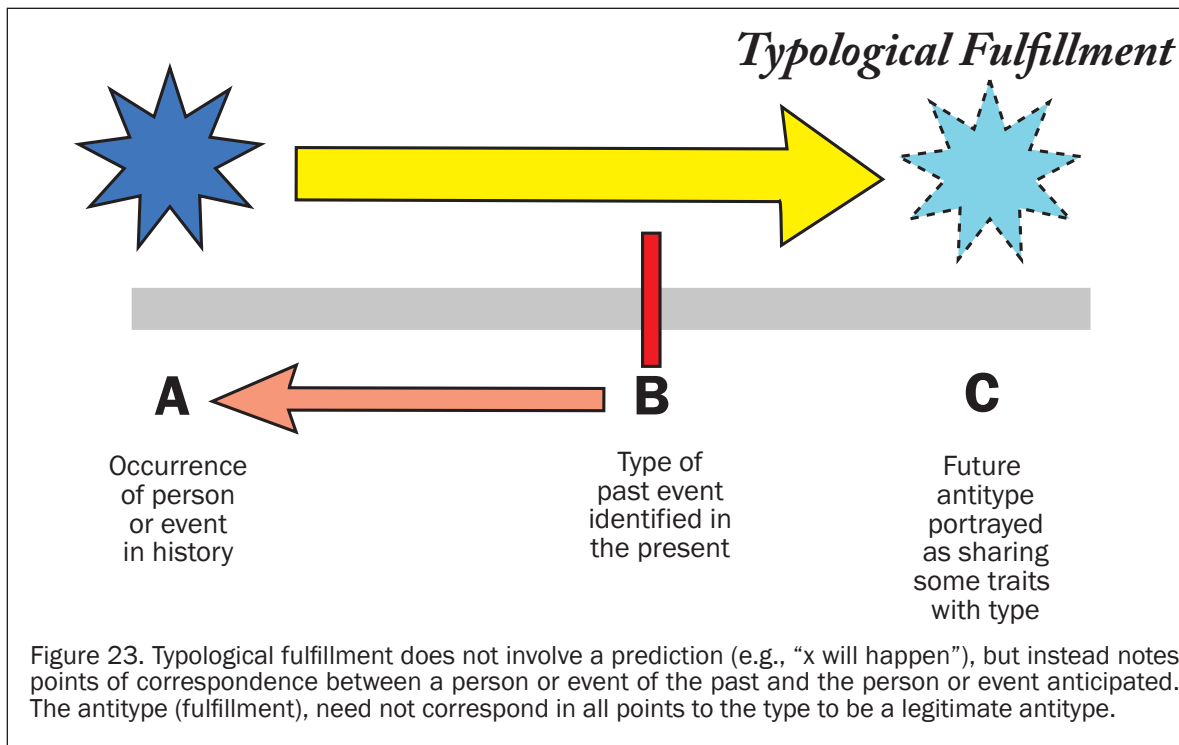 Typological Fulfillment
A
B
C
Occurrence
of person
or event
in history
Type of
past event
identified in
the present
Future
antitype
portrayed
as sharing
some traits
with type
Figure 23. Typological fulfillment does not involve a prediction (e.g., “x will happen”), but instead notes
points of correspondence between a person or event of the past and the person or event anticipated.
The antitype (fulfillment), need not correspond in all points to the type to be a legitimate antitype.